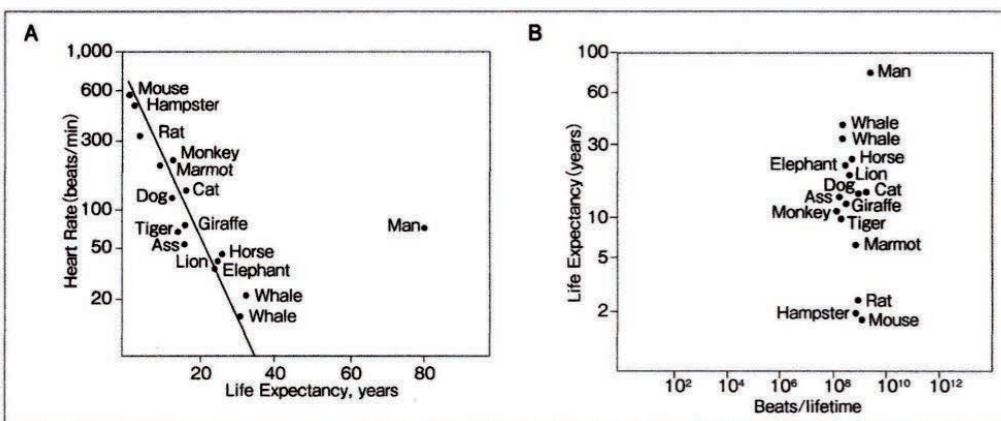 A
1,000
600
300
100
50
20
Heart Rate (beats/min)
Mouse
Hampster
Rat
Monkey
Marmot
Dog
Cat
Tiger
Giraffe
Ass
Lion
Horse
Elephant
Whale
Whale
Man
20 40 60 80
Life Expectancy, years
B
100
60
30
10
5
2
Life Expectancy (years)
Man
Whale
Whale
Elephant
Horse
Lion
Dog
Cat
Ass
Giraffe
Monkey
Tiger
Marmot
Rat
Hampster
Mouse
10² 10⁴ 10⁶ 10⁸ 10¹⁰ 10¹²
Beats/lifetime